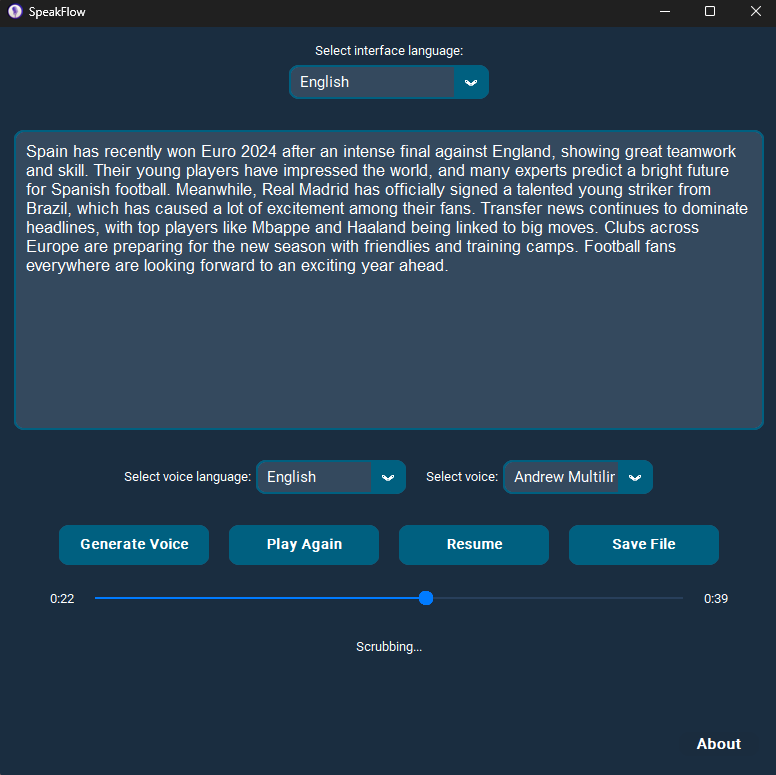 SpeakFlow
Select interface language:
English
Spain has recently won Euro 2024 after an intense final against England, showing great teamwork
and skill. Their young players have impressed the world, and many experts predict a bright future
for Spanish football. Meanwhile, Real Madrid has officially signed a talented young striker from
Brazil, which has caused a lot of excitement among their fans. Transfer news continues to dominate
headlines, with top players like Mbappe and Haaland being linked to big moves. Clubs across
Europe are preparing for the new season with friendlies and training camps. Football fans
everywhere are looking forward to an exciting year ahead.
Select voice language: English Select voice: Andrew Multilir
Generate Voice Play Again Resume Save File
0:22 0:39
Scrubbing...
About